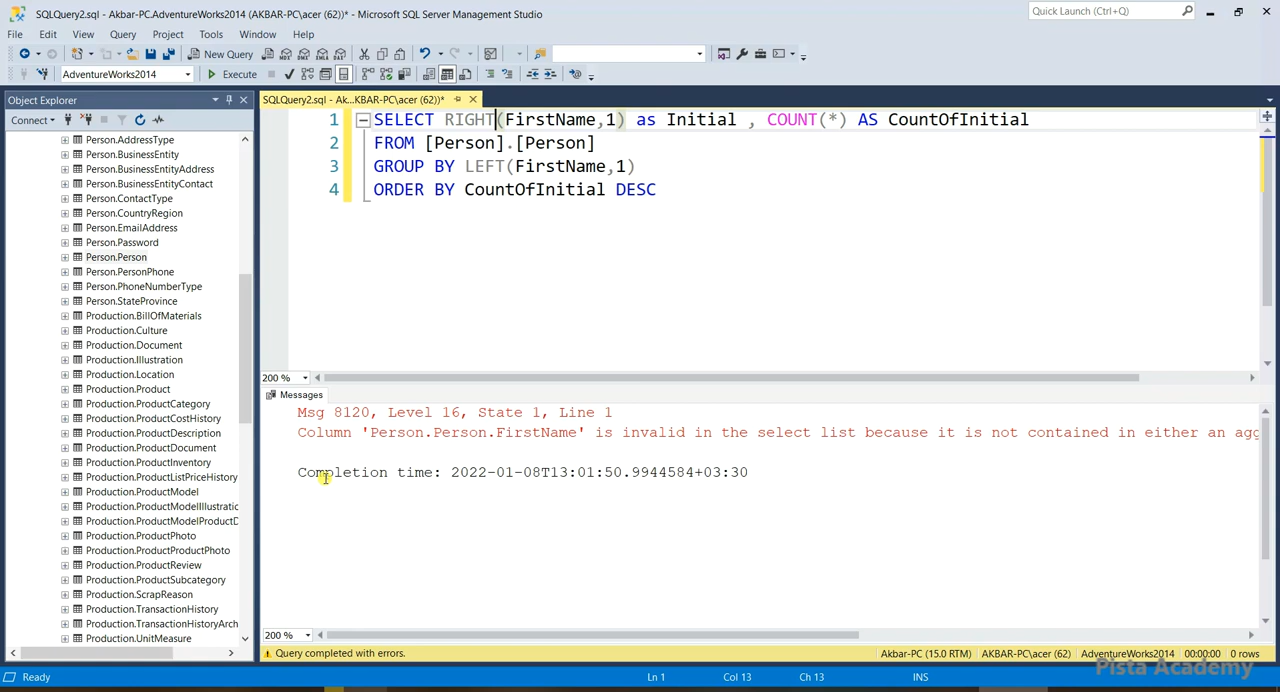 SQLQuery2.sql - Akbar-PC.AdventureWorks2014 (AKBAR-PC\acer (62))* - Microsoft SQL Server Management Studio
Quick Launch (Ctrl+Q)
File Edit View Query Project Tools Window Help
New Query
AdventureWorks2014 Execute
Object Explorer
Connect
Person.AddressType
Person.BusinessEntity
Person.BusinessEntityAddress
Person.BusinessEntityContact
Person.ContactType
Person.CountryRegion
Person.EmailAddress
Person.Password
Person.Person
Person.PersonPhone
Person.PhoneNumberType
Person.StateProvince
Production.BillOfMaterials
Production.Culture
Production.Document
Production.Illustration
Production.Location
Production.Product
Production.ProductCategory
Production.ProductCostHistory
Production.ProductDescription
Production.ProductDocument
Production.ProductInventory
Production.ProductListPriceHistory
Production.ProductModel
Production.ProductModelIllustratic
Production.ProductModelProductD
Production.ProductPhoto
Production.ProductProductPhoto
Production.ProductReview
Production.ProductSubcategory
Production.ScrapReason
Production.TransactionHistory
Production.TransactionHistoryArch
Production.UnitMeasure
SQLQuery2.sql - Ak...KBAR-PC\acer (62))*
1 SELECT RIGHT(FirstName,1) as Initial , COUNT(*) AS CountOfInitial
2 FROM [Person].[Person]
3 GROUP BY LEFT(FirstName,1)
4 ORDER BY CountOfInitial DESC
200 %
Messages
Msg 8120, Level 16, State 1, Line 1
Column 'Person.Person.FirstName' is invalid in the select list because it is not contained in either an agg
Completion time: 2022-01-08T13:01:50.9944584+03:30
200 %
Query completed with errors. Akbar-PC (15.0 RTM) AKBAR-PC\acer (62) AdventureWorks2014 00:00:00 0 rows
Pista Academy
Ready Ln 1 Col 13 Ch 13 INS